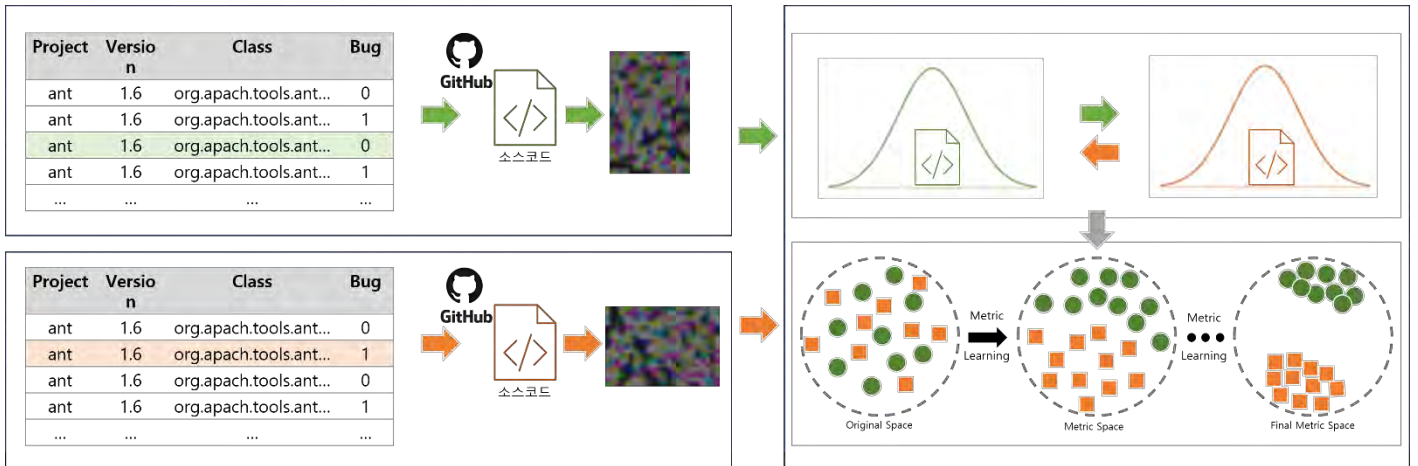 Project Versio n Class Bug
ant 1.6 org.apach.tools.ant... 0
ant 1.6 org.apach.tools.ant... 1
ant 1.6 org.apach.tools.ant... 0
ant 1.6 org.apach.tools.ant... 1
... ... ... ...
GitHub
</>
소스코드
</>
</>
Project Versio n Class Bug
ant 1.6 org.apach.tools.ant... 0
ant 1.6 org.apach.tools.ant... 1
ant 1.6 org.apach.tools.ant... 0
ant 1.6 org.apach.tools.ant... 1
... ... ... ...
GitHub
</>
소스코드
Metric
Learning
Metric
Learning
Original Space
Metric Space
Final Metric Space